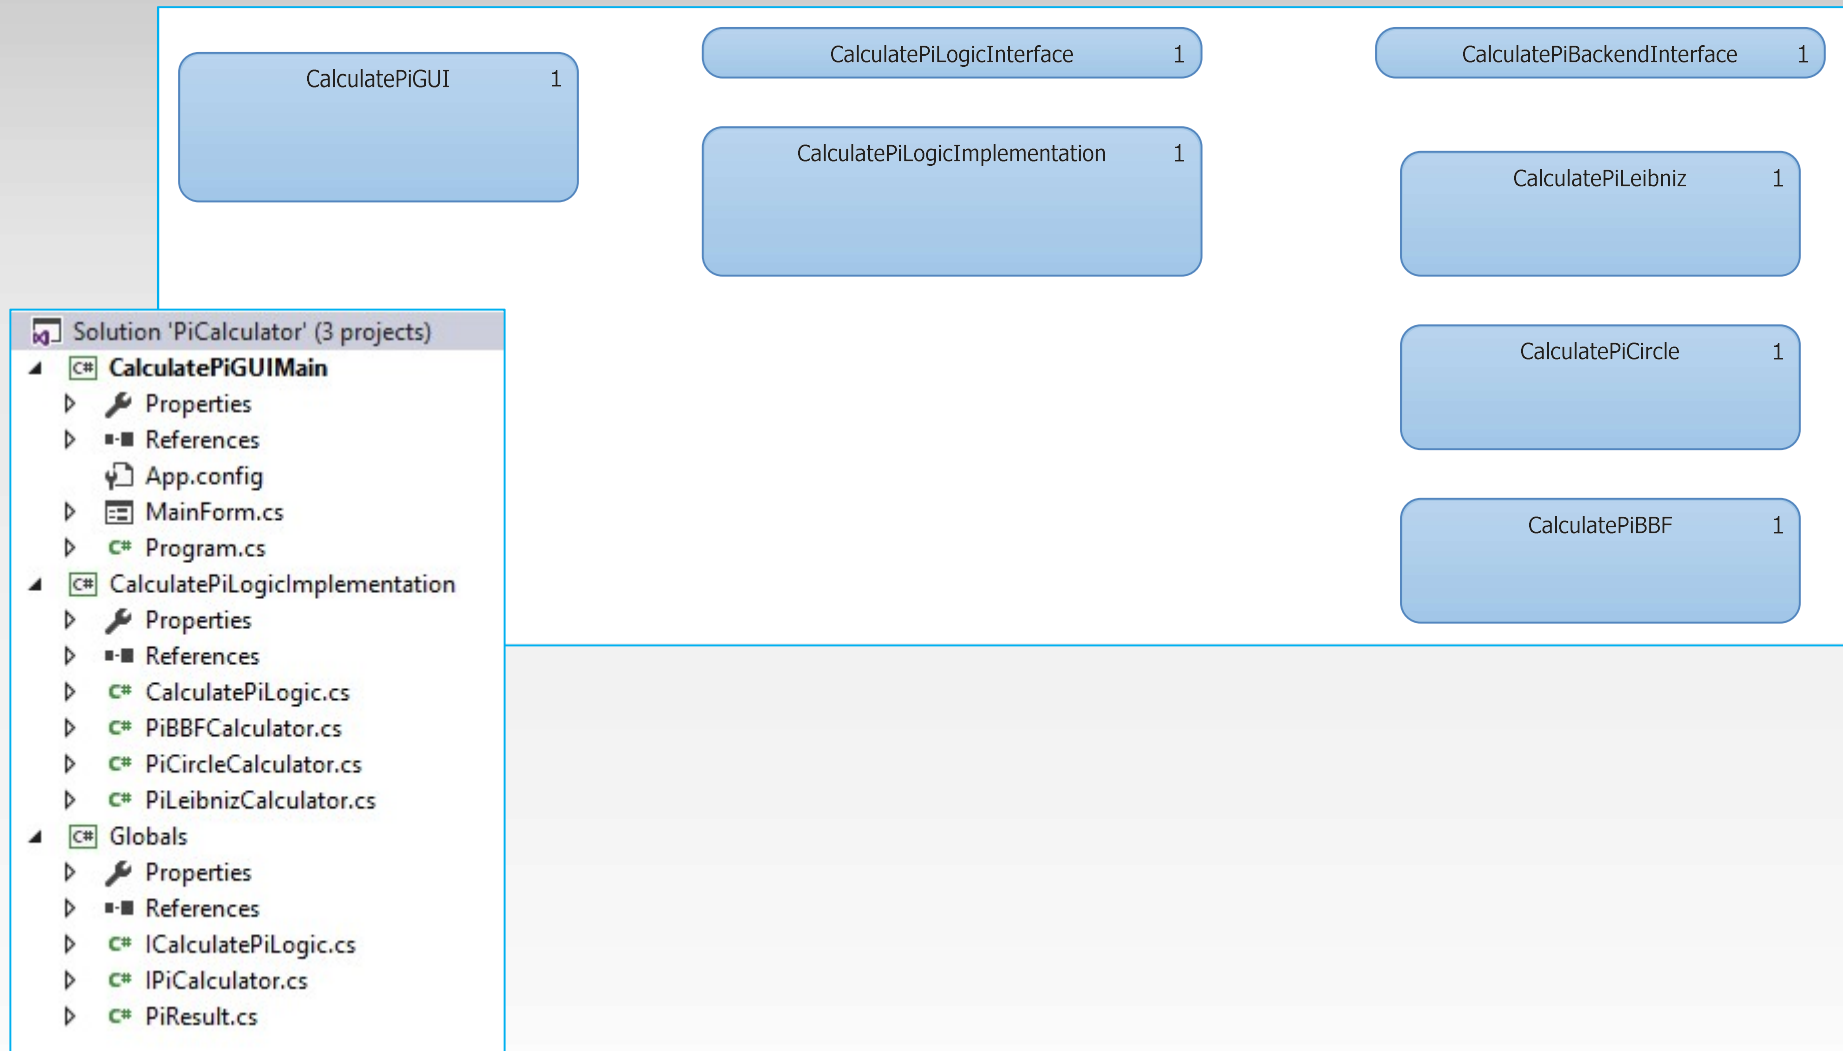 CalculatePiGUI 1
CalculatePiLogicInterface 1
CalculatePiBackendInterface 1
CalculatePiLogicImplementation 1
CalculatePiLeibniz 1
CalculatePiCircle 1
CalculatePiBBF 1
Solution 'PiCalculator' (3 projects)
C# CalculatePiGUIMain
Properties
References
App.config
MainForm.cs
C# Program.cs
C# CalculatePiLogicImplementation
Properties
References
C# CalculatePiLogic.cs
C# PiBBFCalculator.cs
C# PiCircleCalculator.cs
C# PiLeibnizCalculator.cs
C# Globals
Properties
References
C# ICalculatePiLogic.cs
C# IPiCalculator.cs
C# PiResult.cs